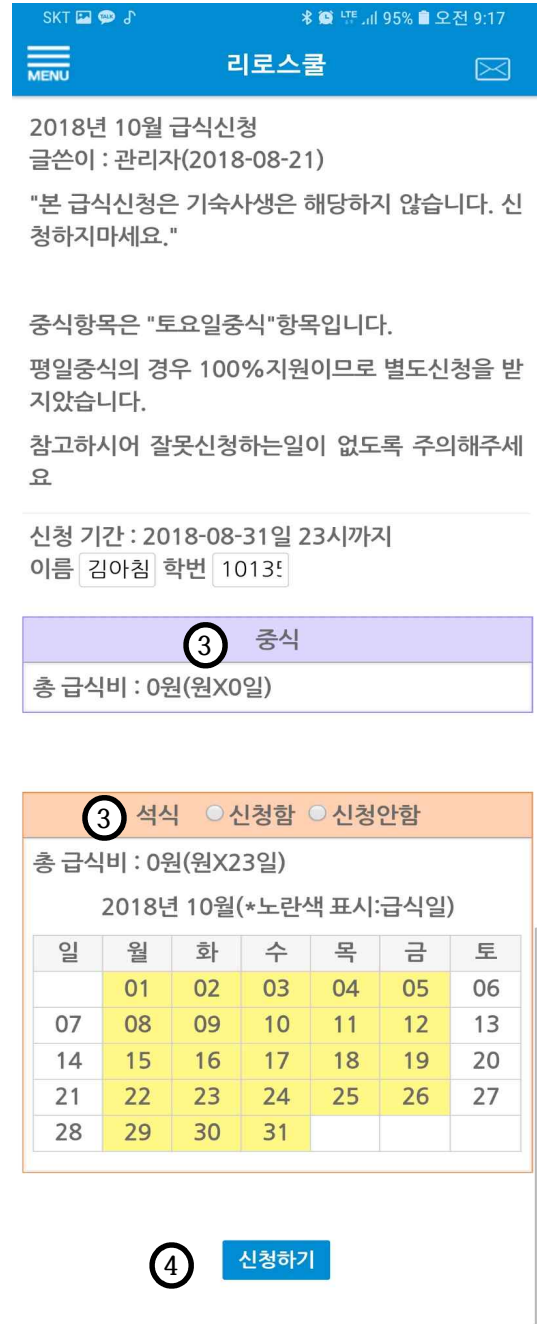 SKT 95% 오전 9:17
MENU 리로스쿨
2018년 10월 급식신청
글쓴이 : 관리자(2018-08-21)
"본 급식신청은 기숙사생은 해당하지 않습니다. 신
청하지마세요."
중식항목은 "토요일중식"항목입니다.
평일중식의 경우 100%지원이므로 별도신청을 받
지았습니다.
참고하시어 잘못신청하는일이 없도록 주의해주세
요
신청 기간 : 2018-08-31일 23시까지
이름 김아침 학번 1013
③ 중식
총 급식비 : 0원(원X0일)
③ 석식 신청함 신청안함
총 급식비 : 0원(원X23일)
2018년 10월(*노란색 표시:급식일)
일 월 화 수 목 금 토
01 02 03 04 05 06
07 08 09 10 11 12 13
14 15 16 17 18 19 20
21 22 23 24 25 26 27
28 29 30 31
④ 신청하기